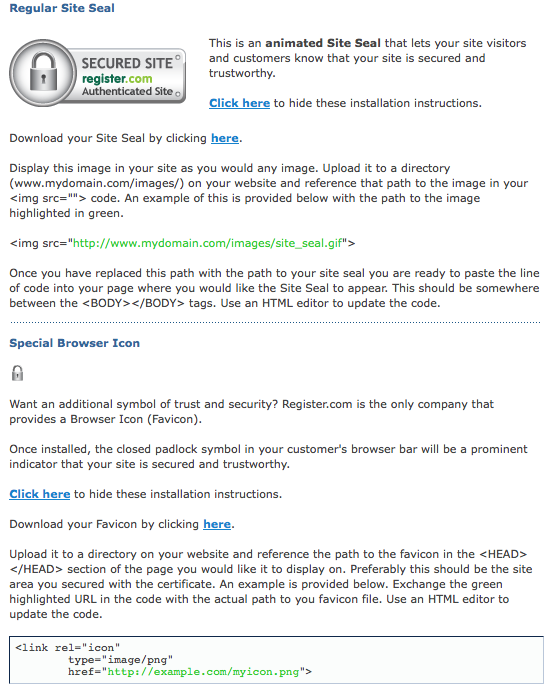 Regular Site Seal
SECURED SITE
register.com
Authenticated Site
This is an animated Site Seal that lets your site visitors
and customers know that your site is secured and
trustworthy.
Click here to hide these installation instructions.
Download your Site Seal by clicking here.
Display this image in your site as you would any image. Upload it to a directory
(www.mydomain.com/images/) on your website and reference that path to the image in your
<img src=""> code. An example of this is provided below with the path to the image
highlighted in green.
<img src="http://www.mydomain.com/images/site_seal.gif">
Once you have replaced this path with the path to your site seal you are ready to paste the line
of code into your page where you would like the Site Seal to appear. This should be somewhere
between the <BODY></BODY> tags. Use an HTML editor to update the code.
Special Browser Icon
Want an additional symbol of trust and security? Register.com is the only company that
provides a Browser Icon (Favicon).
Once installed, the closed padlock symbol in your customer's browser bar will be a prominent
indicator that your site is secured and trustworthy.
Click here to hide these installation instructions.
Download your Favicon by clicking here.
Upload it to a directory on your website and reference the path to the favicon in the <HEAD>
</HEAD> section of the page you would like it to display on. Preferably this should be the site
area you secured with the certificate. An example is provided below. Exchange the green
highlighted URL in the code with the actual path to you favicon file. Use an HTML editor to
update the code.
<link rel="icon"
type="image/png"
href="http://example.com/myicon.png">